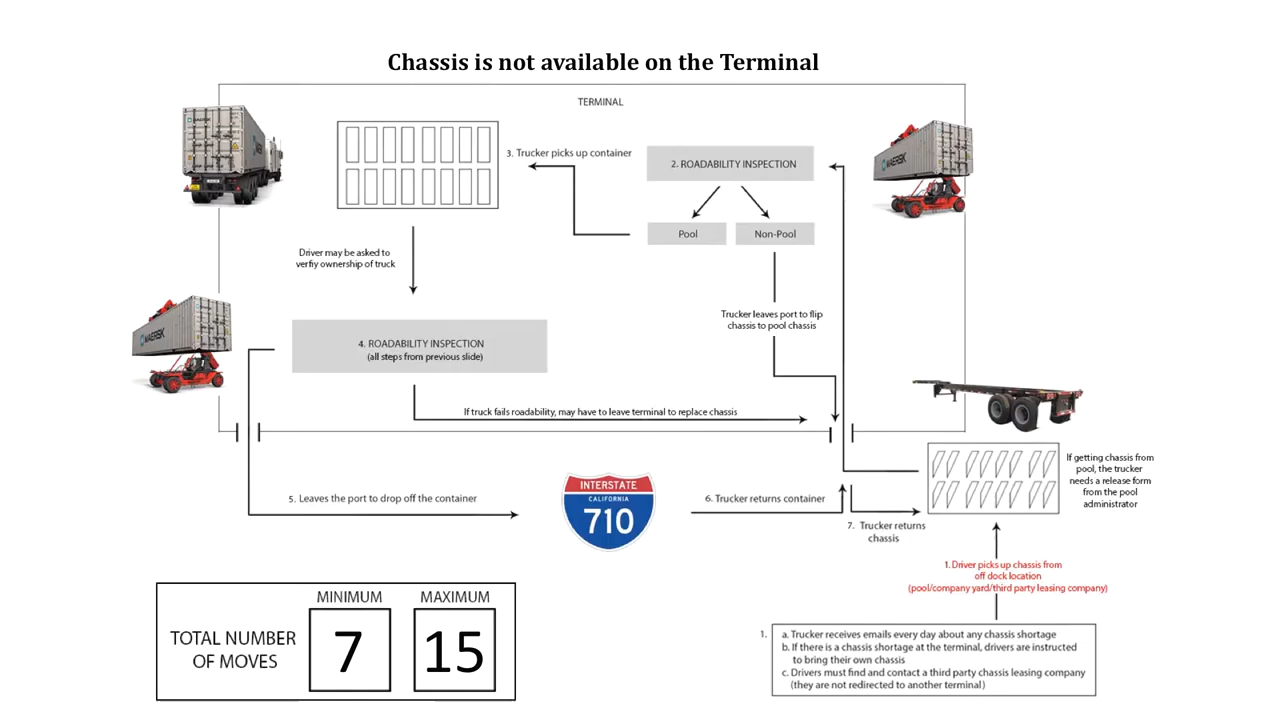 Chassis is not available on the Terminal
TERMINAL
3. Trucker picks up container
2. ROADABILITY INSPECTION
Pool
Non-Pool
MAERSK
Driver may be asked to
verfiy ownership of truck
Trucker leaves port to flip
chassis to pool chassis
MAERSK
4. ROADABILITY INSPECTION
(all steps from previous slide)
If truck fails roadability, may have to leave terminal to replace chassis
If getting chassis from
pool, the trucker
needs a release form
from the pool
administrator
5. Leaves the port to drop off the container
INTERSTATE
CALIFORNIA
710
6. Trucker returns container
7. Trucker returns
chassis
1. Driver picks up chassis from
off dock location
(pool/company yard/third party leasing company)
TOTAL NUMBER
OF MOVES
MINIMUM
7
MAXIMUM
15
1.
a. Trucker receives emails every day about any chassis shortage
b. If there is a chassis shortage at the terminal, drivers are instructed
to bring their own chassis
c. Drivers must find and contact a third party chassis leasing company
(they are not redirected to another terminal)